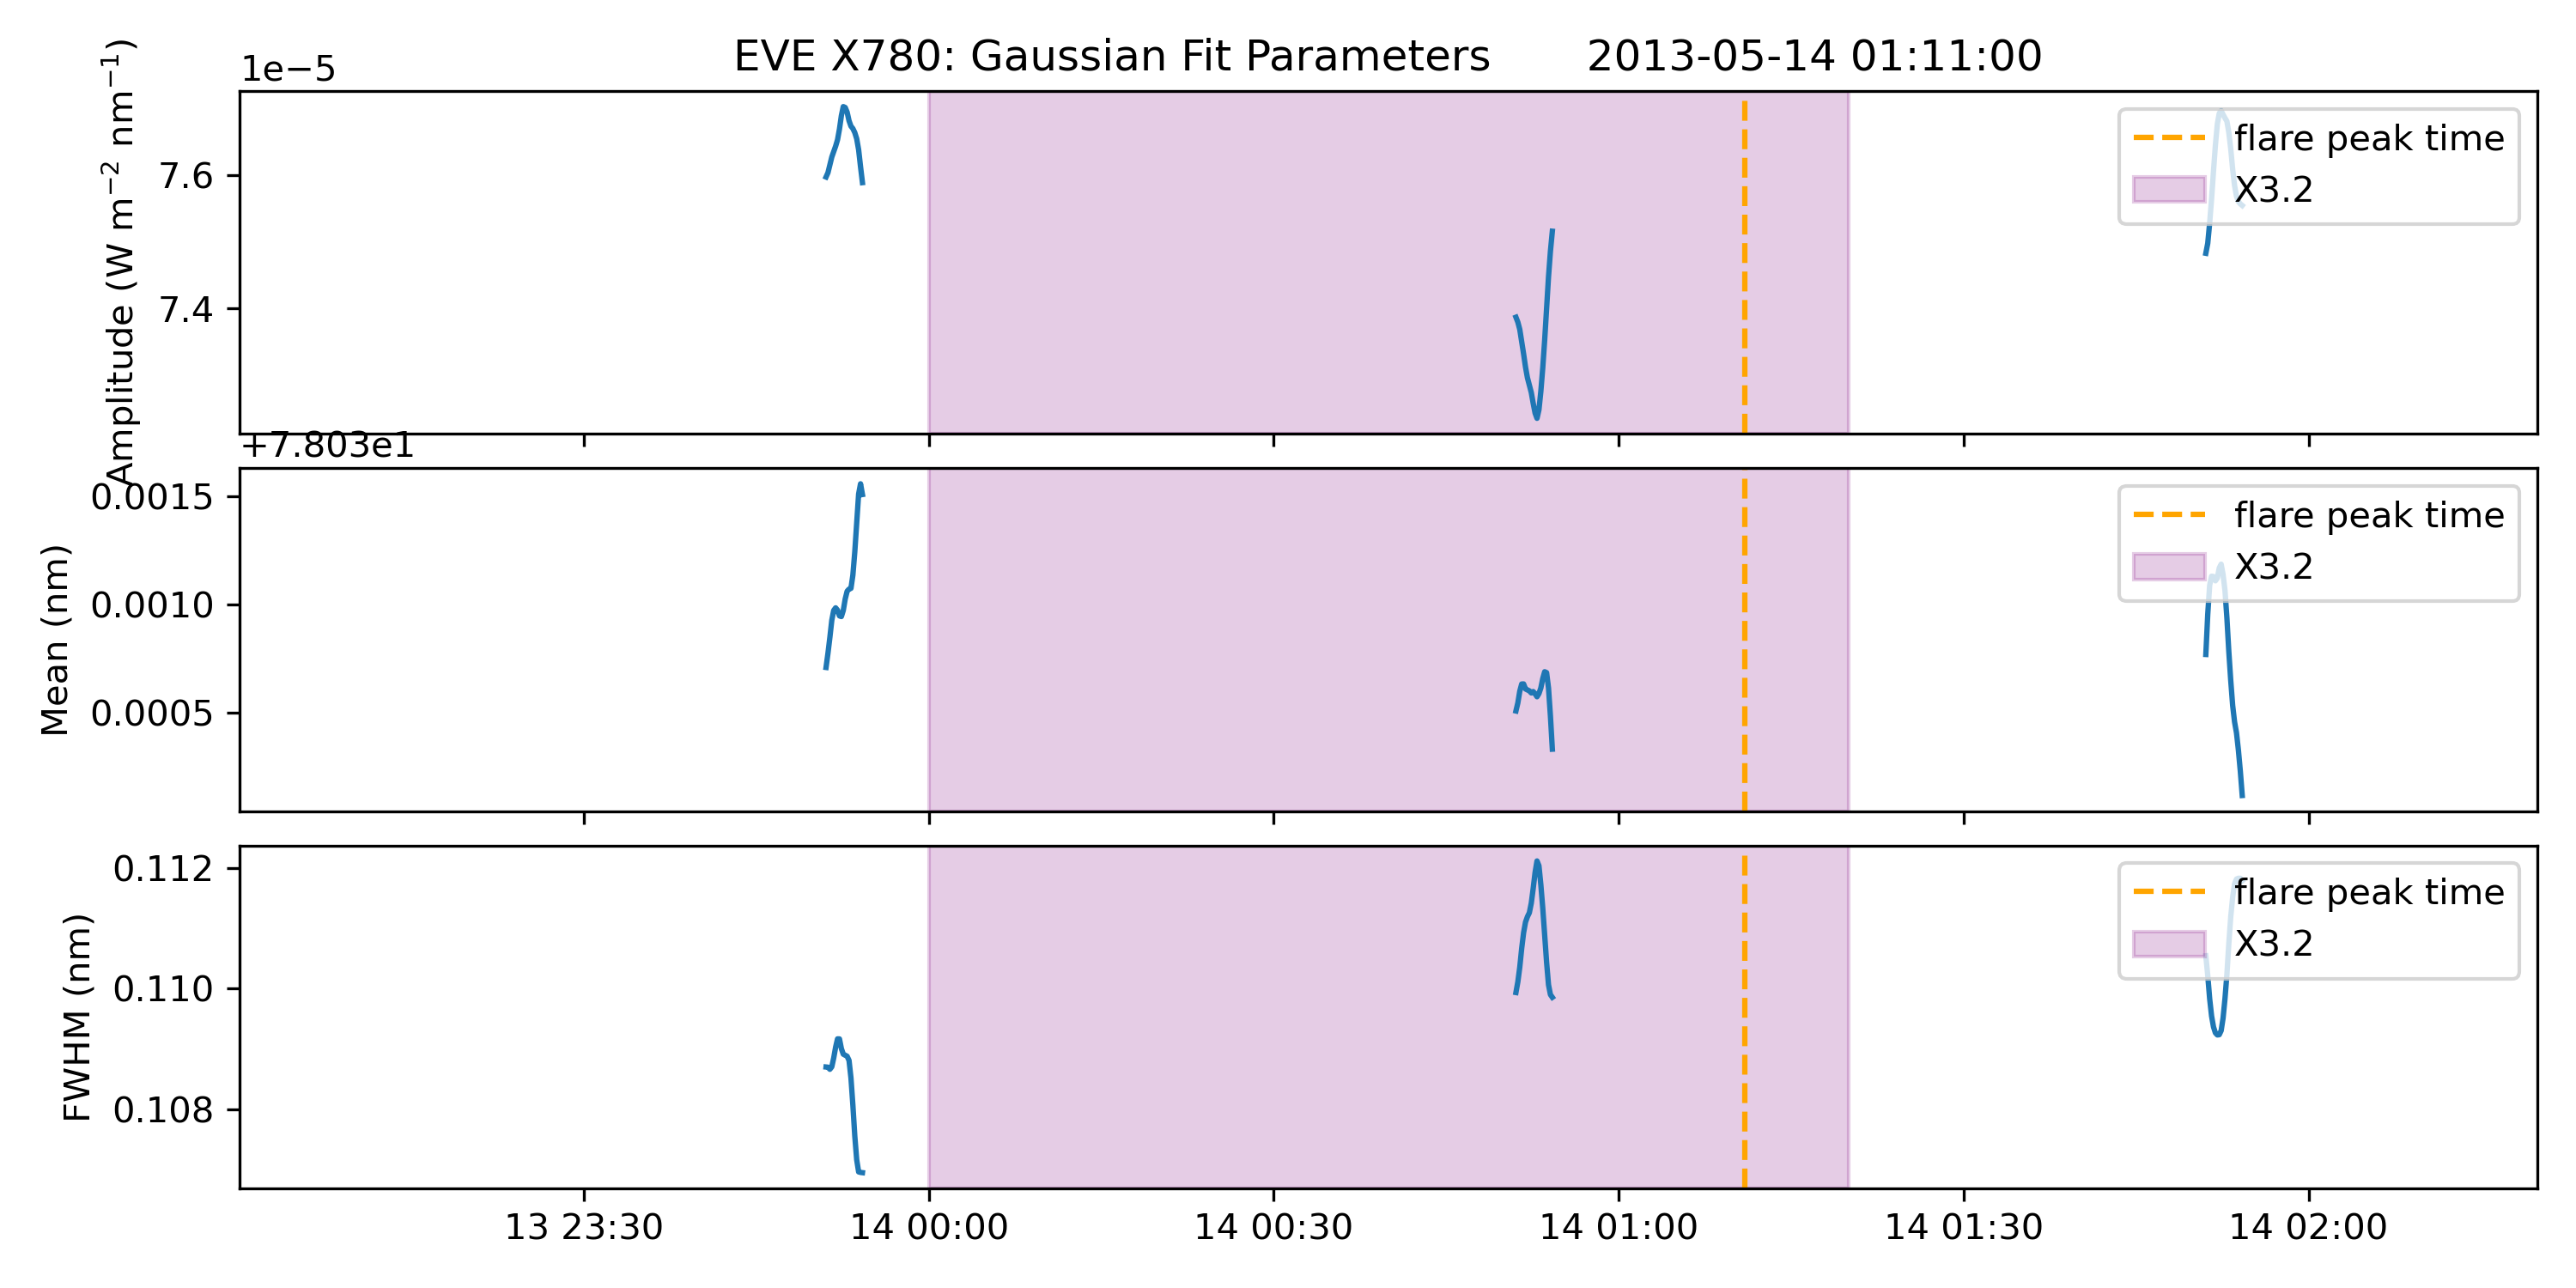 EVE X780: Gaussian Fit Parameters 2013-05-14 01:11:00
1e−5
Amplitude (W m⁻² nm⁻¹)
7.6
7.4
flare peak time
X3.2
+7.803e1
Mean (nm)
0.0015
0.0010
0.0005
flare peak time
X3.2
FWHM (nm)
0.112
0.110
0.108
flare peak time
X3.2
13 23:30 14 00:00 14 00:30 14 01:00 14 01:30 14 02:00